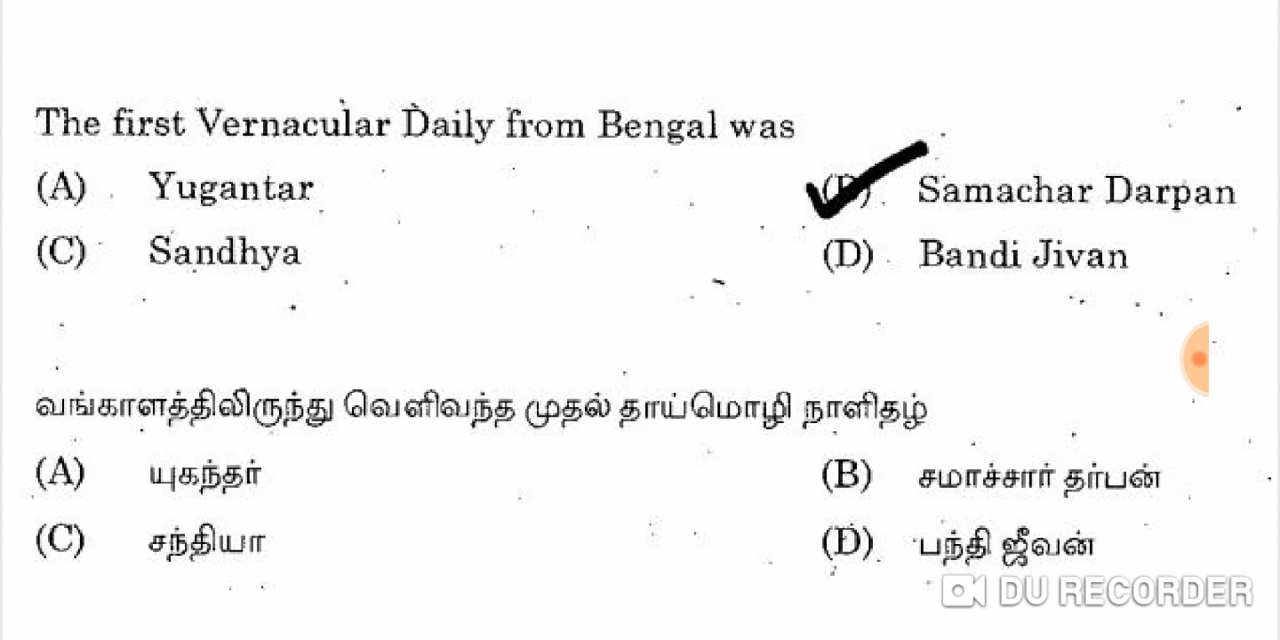 The first Vernacular Daily from Bengal was
(A) Yugantar (B) Samachar Darpan
(C) Sandhya (D) Bandi Jivan
வங்காளத்திலிருந்து வெளிவந்த முதல் தாய்மொழி நாளிதழ்
(A) யுகந்தர் (B) சமாச்சார் தர்பன்
(C) சந்தியா (D) பந்தி ஜீவன்
DU RECORDER